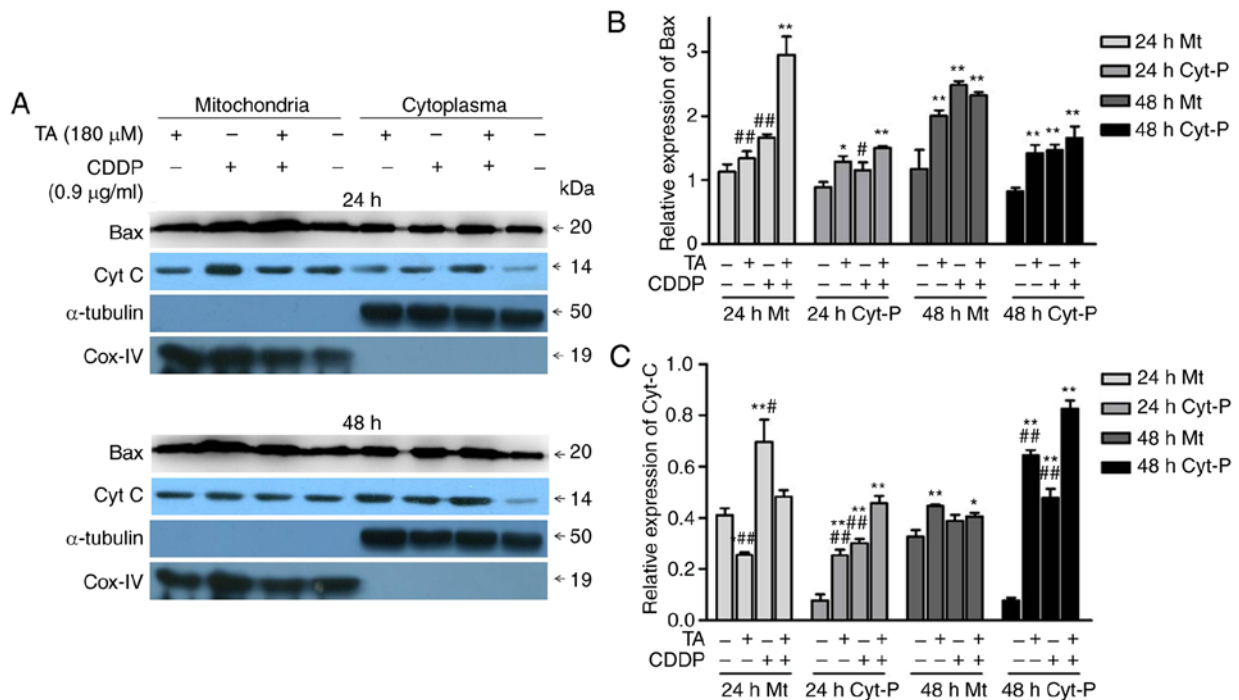 A
Mitochondria Cytoplasma
TA (180 μM) + − + − + − + −
CDDP − + + − − + + −
(0.9 μg/ml)
kDa
24 h
Bax ← 20
Cyt C ← 14
α-tubulin ← 50
Cox-IV ← 19
48 h
Bax ← 20
Cyt C ← 14
α-tubulin ← 50
Cox-IV ← 19
B
Relative expression of Bax
3
2
1
0
## ## ** * # ** ** ** ** ** ** **
TA − + − + − + − + − + − + − + − +
CDDP − − + + − − + + − − + + − − + +
24 h Mt 24 h Cyt-P 48 h Mt 48 h Cyt-P
24 h Mt
24 h Cyt-P
48 h Mt
48 h Cyt-P
C
Relative expression of Cyt-C
1.0
0.8
0.6
0.4
0.2
0.0
## **# ** ** ** ** * ** ** **
## ## ## ##
TA − + − + − + − + − + − + − + − +
CDDP − − + + − − + + − − + + − − + +
24 h Mt 24 h Cyt-P 48 h Mt 48 h Cyt-P
24 h Mt
24 h Cyt-P
48 h Mt
48 h Cyt-P